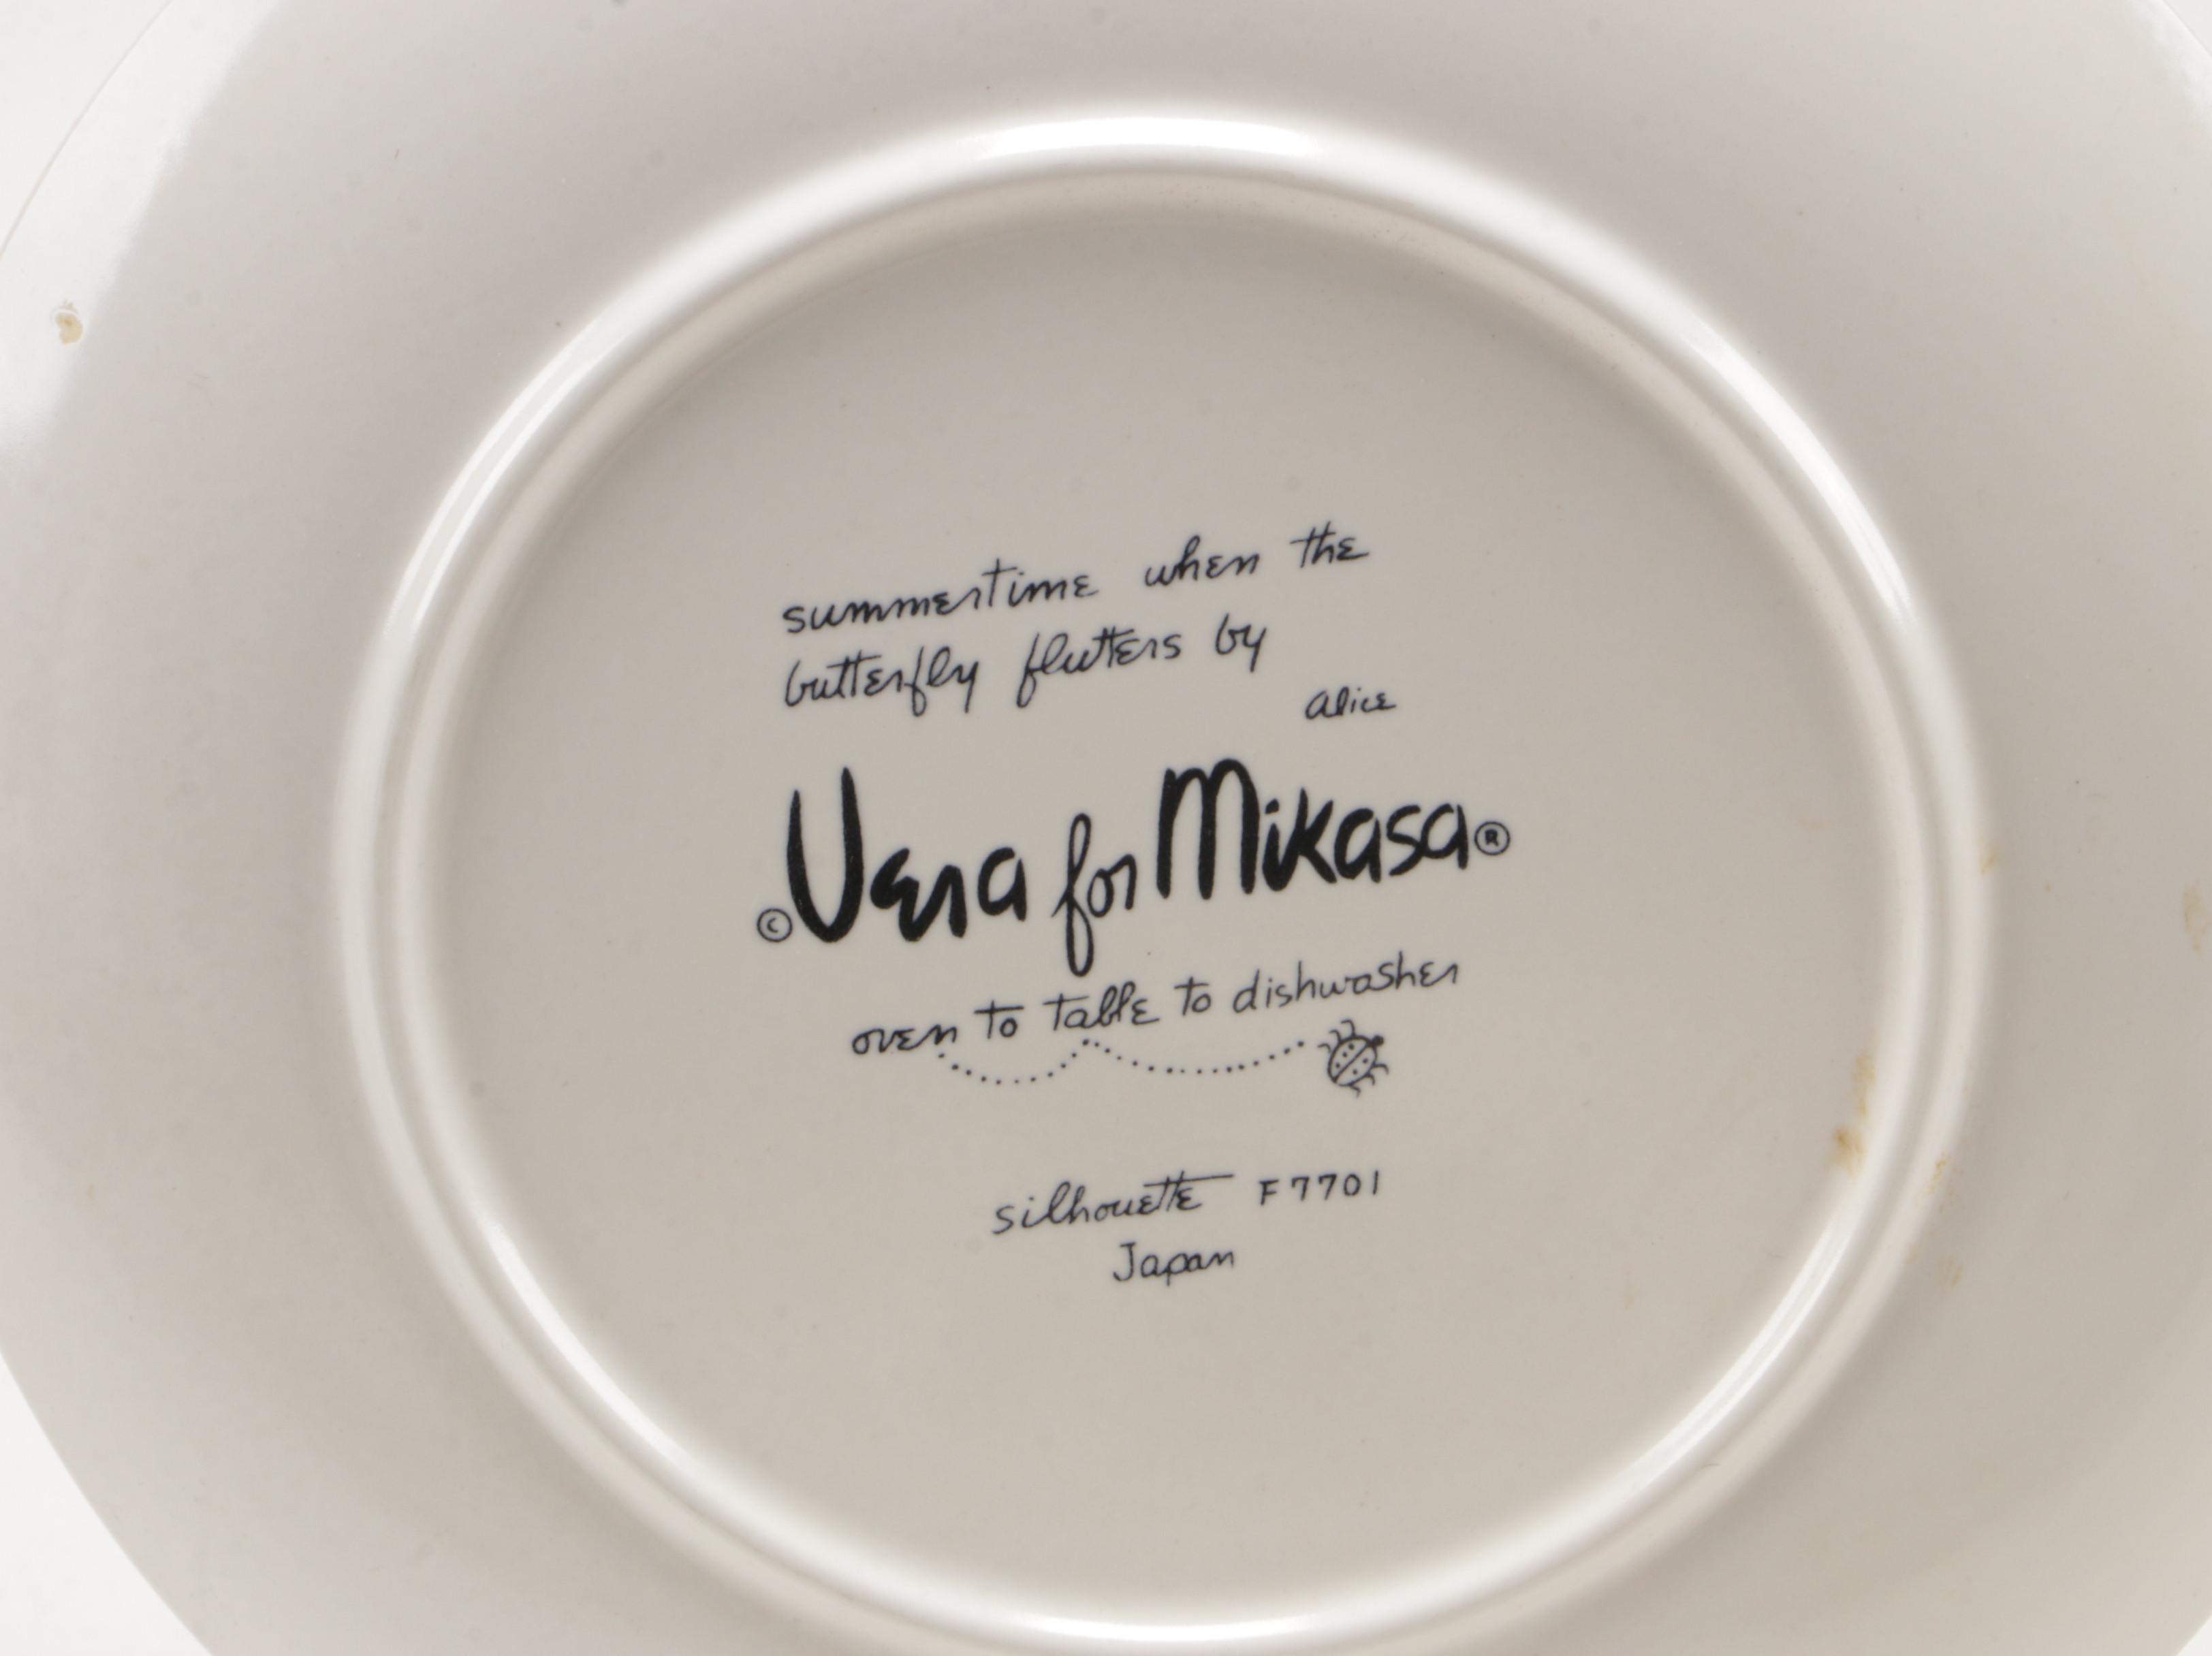 summertime when the
butterfly flutters by
alice
© Vera for Mikasa ®
oven to table to dishwasher
silhouette F7701
Japan